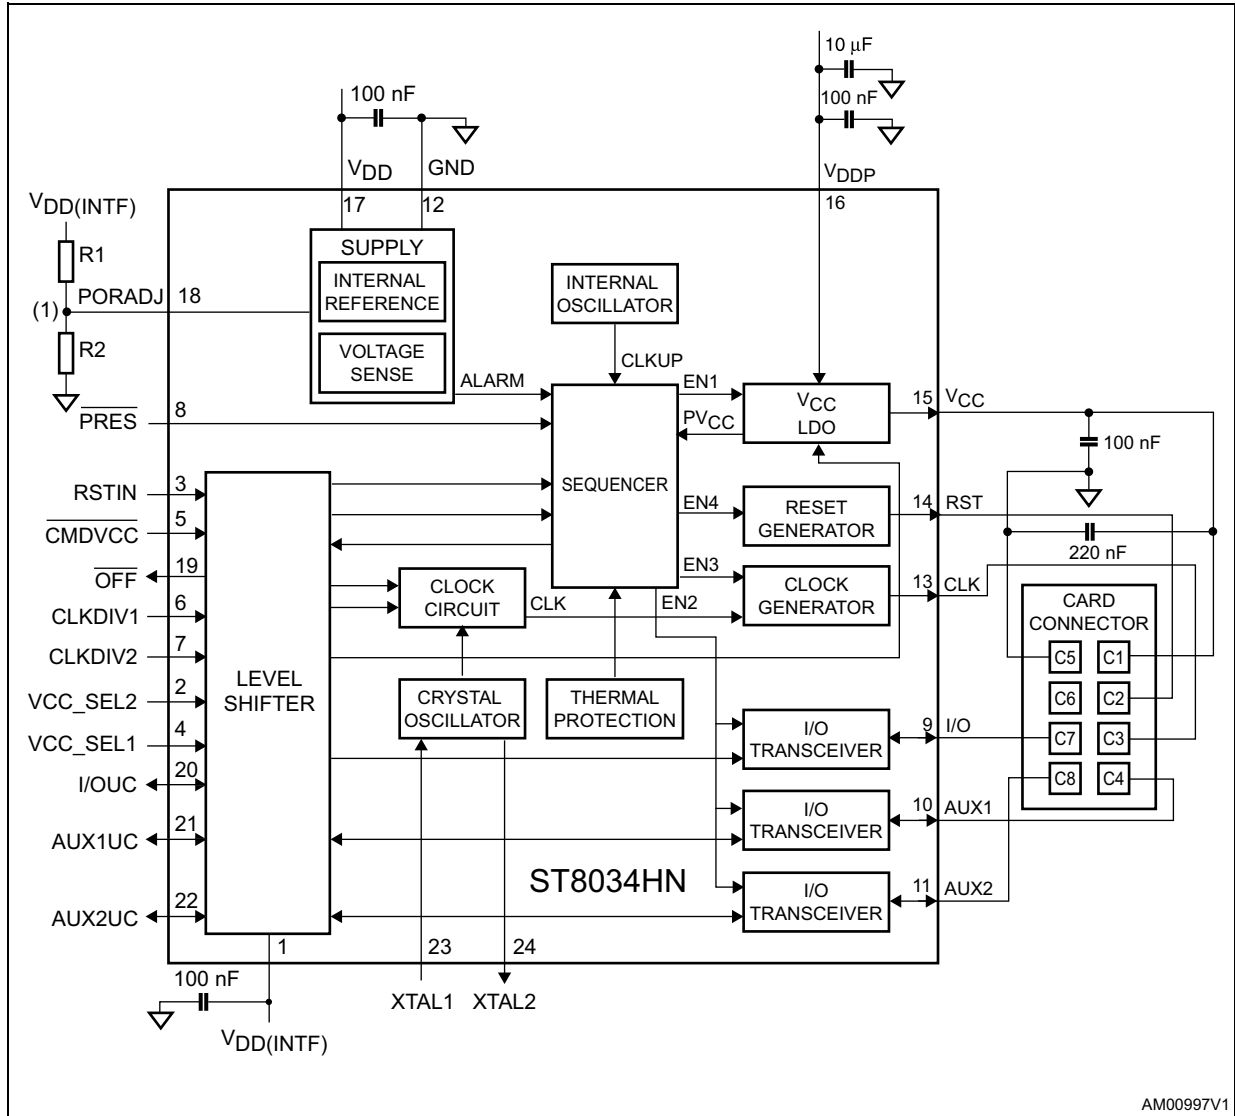 10 µF
100 nF
100 nF
VDD
GND
VDDP
17
12
16
VDD(INTF)
R1
SUPPLY
INTERNAL
REFERENCE
INTERNAL
OSCILLATOR
PORADJ
18
(1)
R2
VOLTAGE
SENSE
CLKUP
ALARM
EN1
VCC
LDO
15
VCC
PRES
8
PVCC
100 nF
RSTIN
3
SEQUENCER
EN4
RESET
GENERATOR
14
RST
CMDVCC
5
220 nF
OFF
19
EN3
CLOCK
CIRCUIT
CLK
EN2
CLOCK
GENERATOR
13
CLK
CARD
CONNECTOR
CLKDIV1
6
CLKDIV2
7
C5
C1
LEVEL
SHIFTER
VCC_SEL2
2
CRYSTAL
OSCILLATOR
THERMAL
PROTECTION
C6
C2
VCC_SEL1
4
I/O
TRANSCEIVER
9
I/O
C7
C3
I/OUC
20
C8
C4
AUX1UC
21
I/O
TRANSCEIVER
10
AUX1
ST8034HN
AUX2UC
22
I/O
TRANSCEIVER
11
AUX2
1
23
24
100 nF
XTAL1
XTAL2
VDD(INTF)
AM00997V1